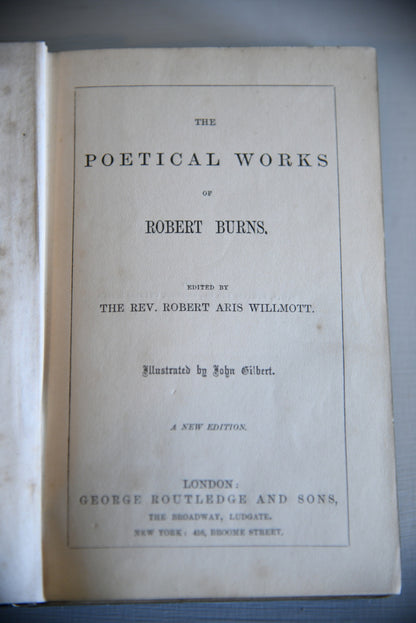 THE
POETICAL WORKS
OF
ROBERT BURNS.
EDITED BY
THE REV. ROBERT ARIS WILLMOTT.
Illustrated by John Gilbert.
A NEW EDITION.
LONDON:
GEORGE ROUTLEDGE AND SONS,
THE BROADWAY, LUDGATE.
NEW YORK: 416, BROOME STREET.